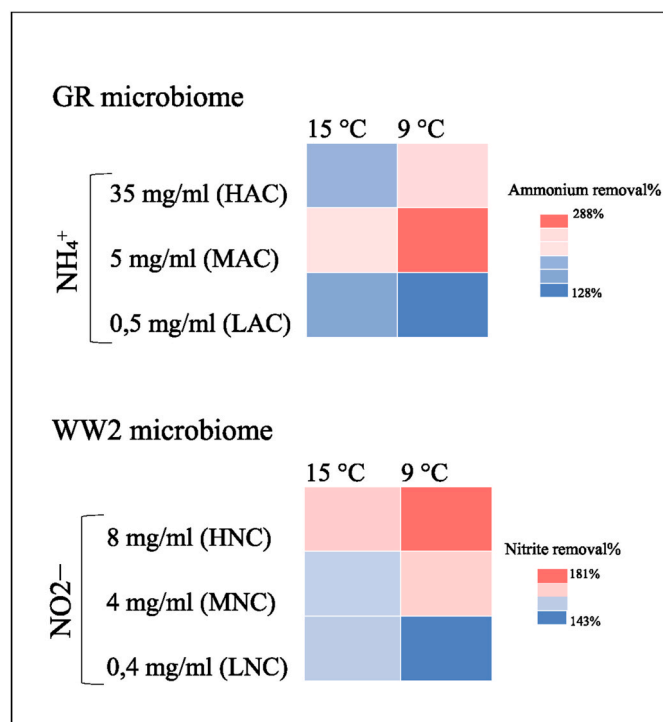 GR microbiome
15 °C 9 °C
35 mg/ml (HAC)
5 mg/ml (MAC)
0,5 mg/ml (LAC)
NH₄⁺
Ammonium removal%
288%
128%
WW2 microbiome
15 °C 9 °C
8 mg/ml (HNC)
4 mg/ml (MNC)
0,4 mg/ml (LNC)
NO2−
Nitrite removal%
181%
143%